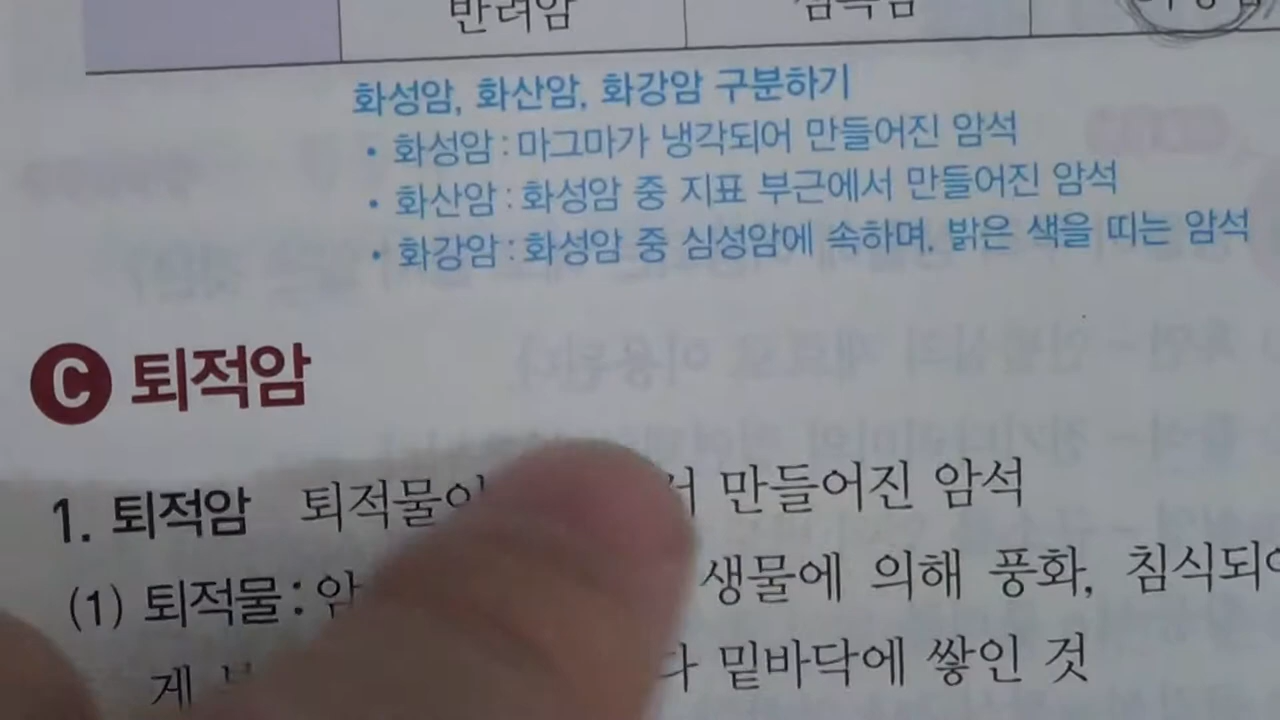 반려암
화성암, 화산암, 화강암 구분하기
• 화성암 : 마그마가 냉각되어 만들어진 암석
• 화산암 : 화성암 중 지표 부근에서 만들어진 암석
• 화강암 : 화성암 중 심성암에 속하며, 밝은 색을 띠는 암석
C 퇴적암
1. 퇴적암 퇴적물이 만들어진 암석
(1) 퇴적물 : 생물에 의해 풍화,
게 밑바닥에 쌓인 것